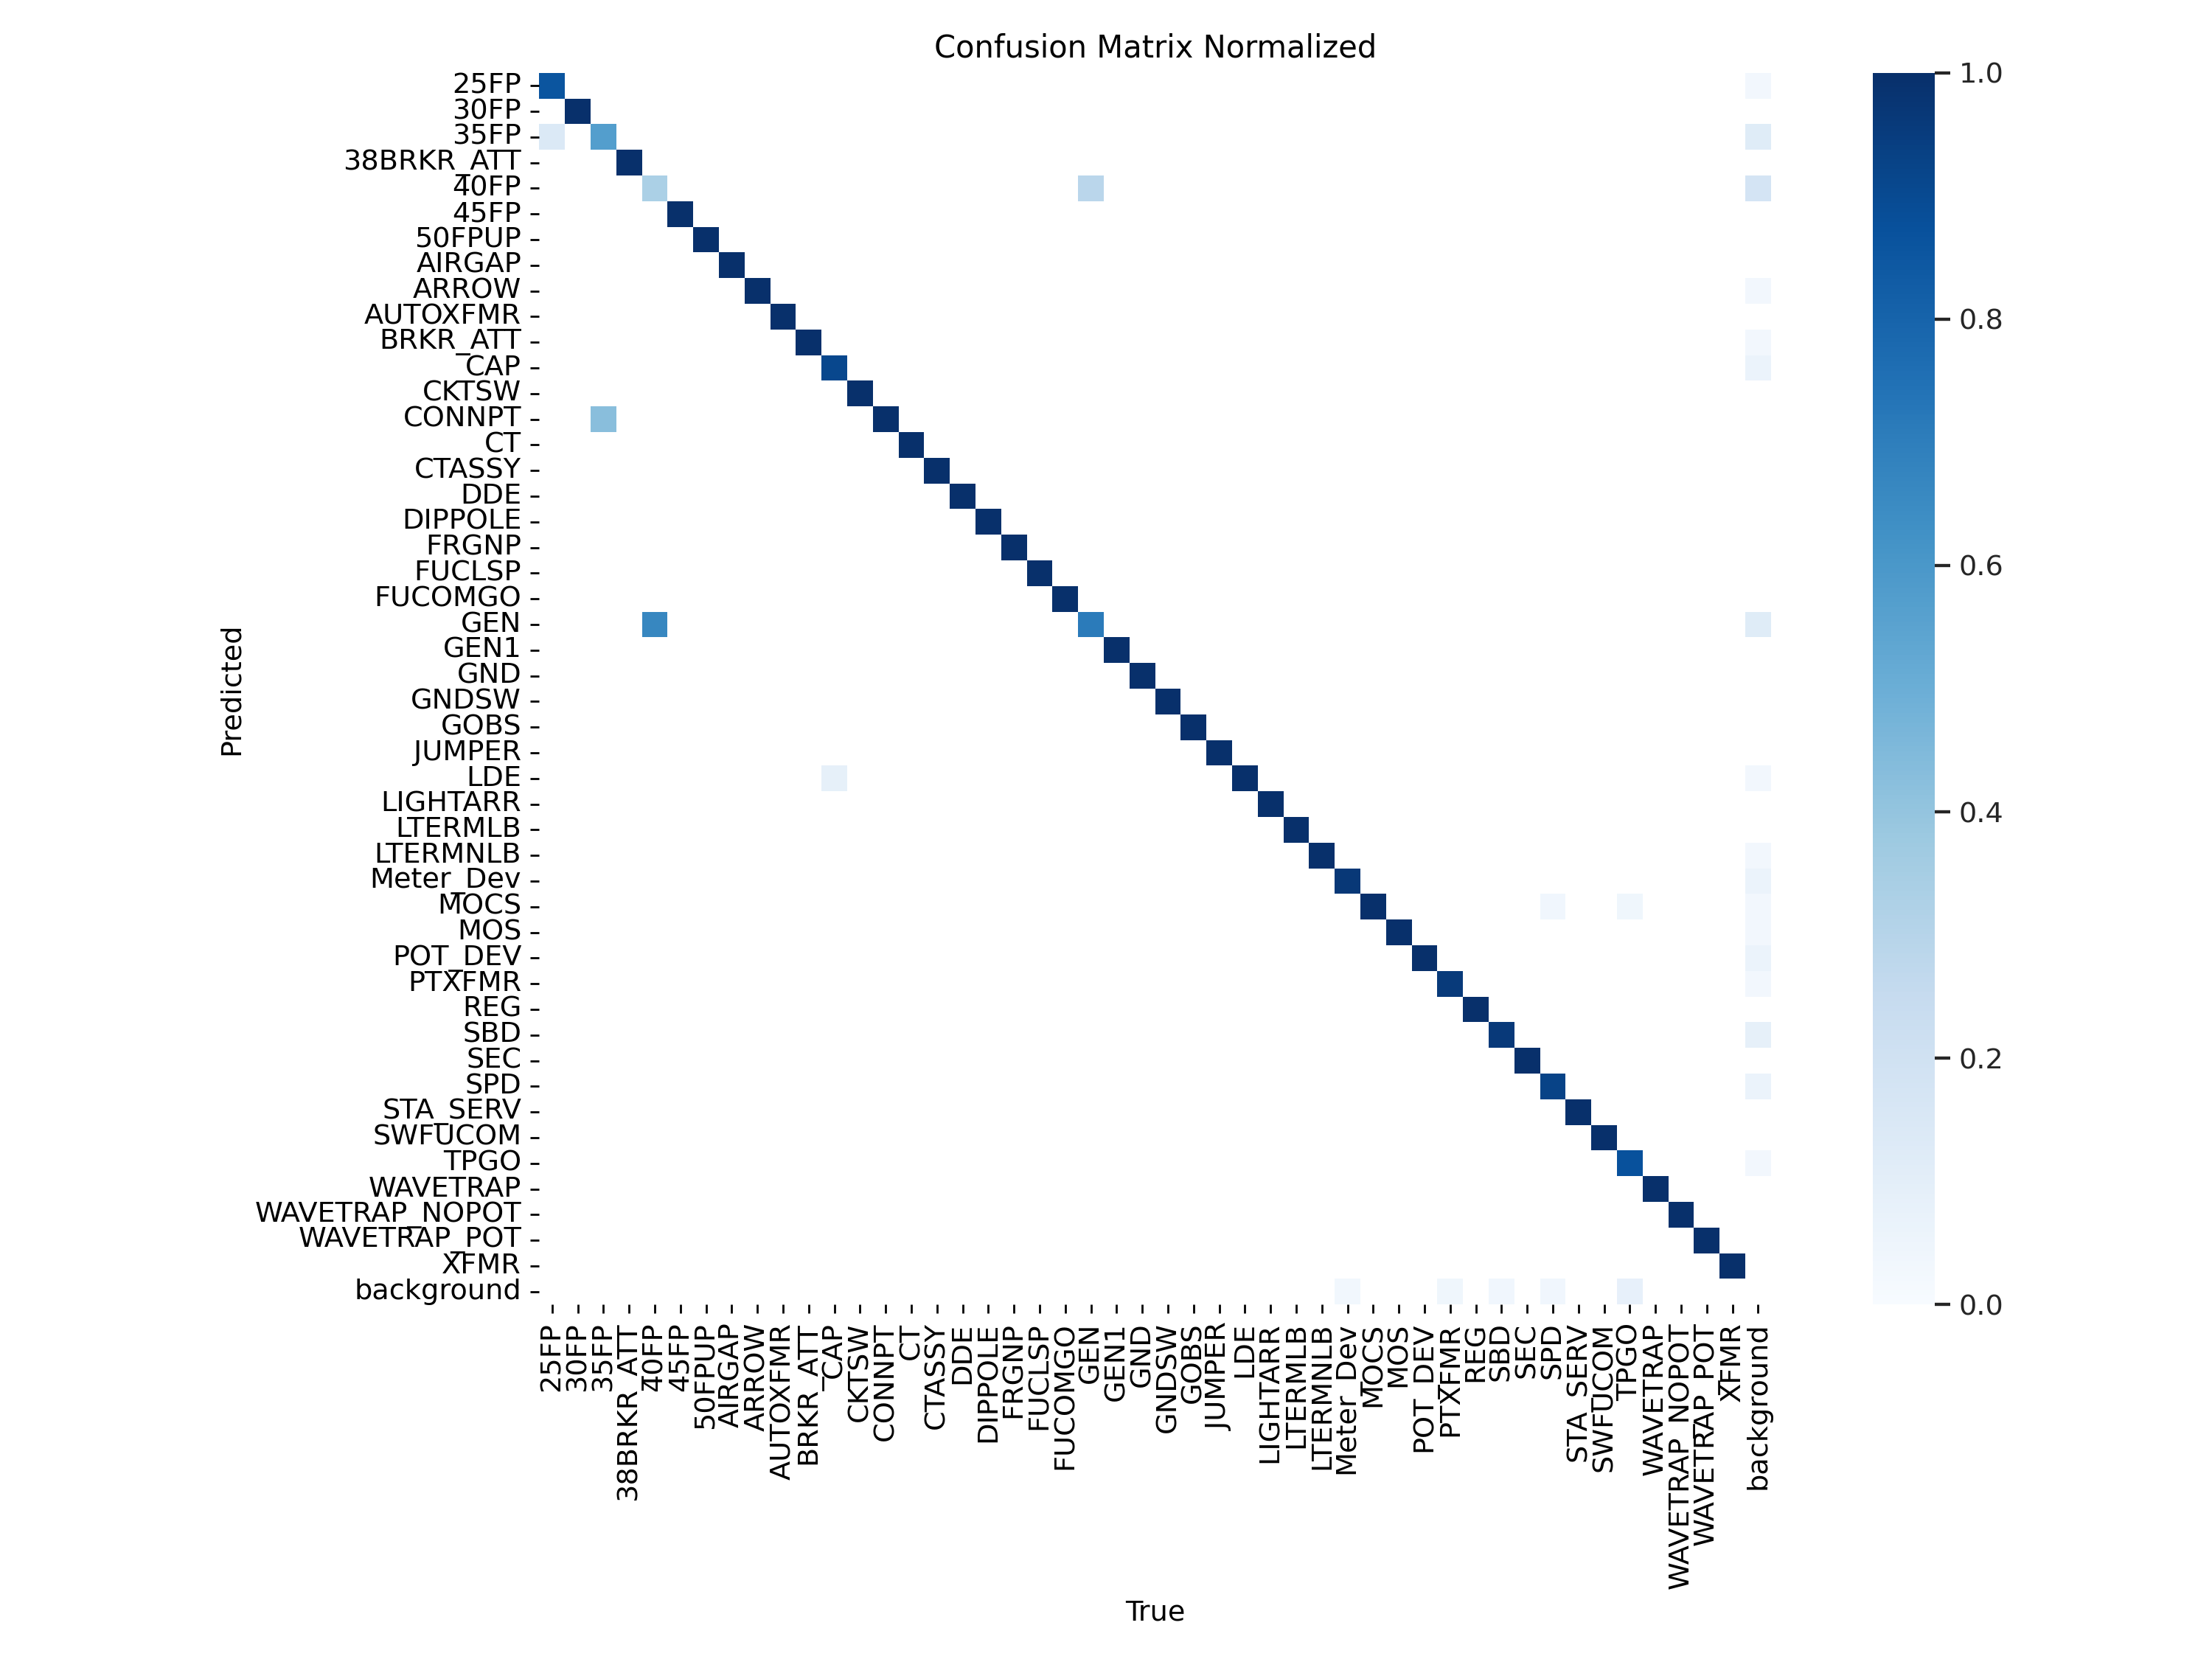 Confusion Matrix Normalized
Predicted
25FP
30FP
35FP
38BRKR_ATT
40FP
45FP
50FPUP
AIRGAP
ARROW
AUTOXFMR
BRKR_ATT
CAP
CKTSW
CONNPT
CT
CTASSY
DDE
DIPPOLE
FRGNP
FUCLSP
FUCOMGO
GEN
GEN1
GND
GNDSW
GOBS
JUMPER
LDE
LIGHTARR
LTERMLB
LTERMNLB
Meter_Dev
MOCS
MOS
POT_DEV
PTXFMR
REG
SBD
SEC
SPD
STA_SERV
SWFUCOM
TPGO
WAVETRAP
WAVETRAP_NOPOT
WAVETRAP_POT
XFMR
background
25FP
30FP
35FP
38BRKR_ATT
40FP
45FP
50FPUP
AIRGAP
ARROW
AUTOXFMR
BRKR_ATT
CAP
CKTSW
CONNPT
CT
CTASSY
DDE
DIPPOLE
FRGNP
FUCLSP
FUCOMGO
GEN
GEN1
GND
GNDSW
GOBS
JUMPER
LDE
LIGHTARR
LTERMLB
LTERMNLB
Meter_Dev
MOCS
MOS
POT_DEV
PTXFMR
REG
SBD
SEC
SPD
STA_SERV
SWFUCOM
TPGO
WAVETRAP
WAVETRAP_NOPOT
WAVETRAP_POT
XFMR
background
True
1.0
0.8
0.6
0.4
0.2
0.0